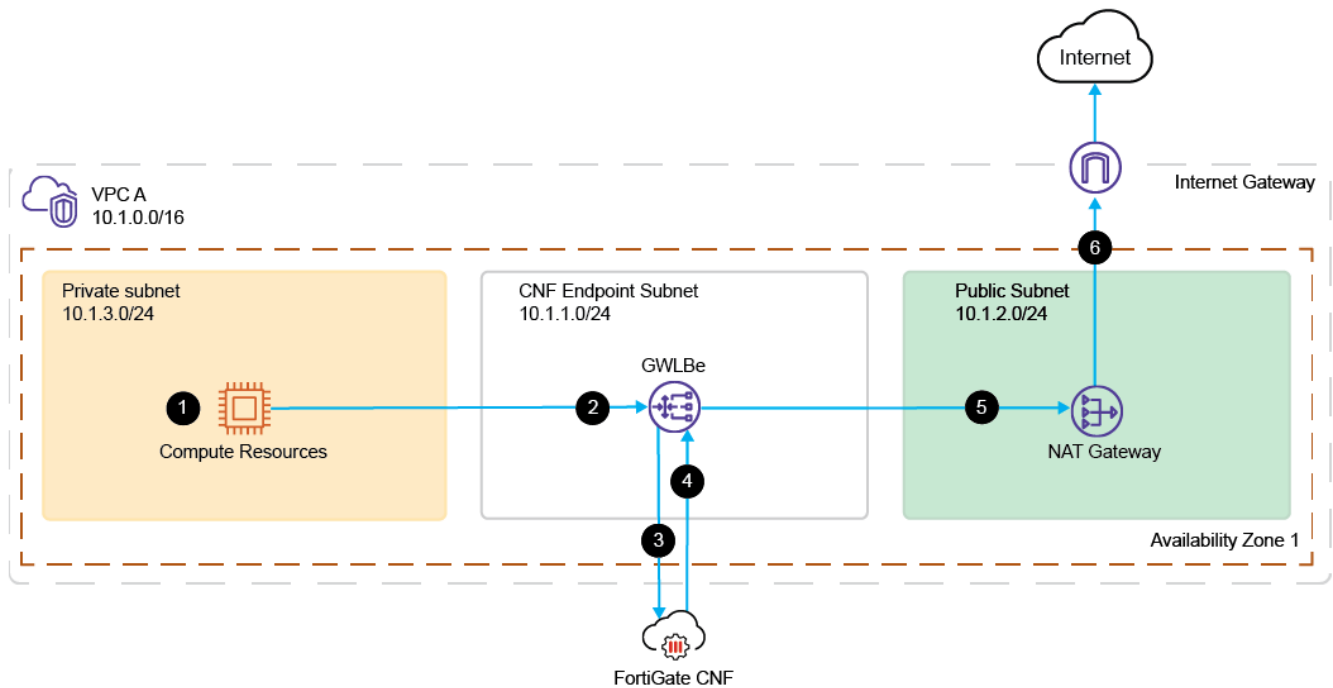 Internet
Internet Gateway
VPC A
10.1.0.0/16
6
Private subnet
10.1.3.0/24
CNF Endpoint Subnet
10.1.1.0/24
Public Subnet
10.1.2.0/24
GWLBe
1
2
5
Compute Resources
NAT Gateway
4
3
Availability Zone 1
FortiGate CNF